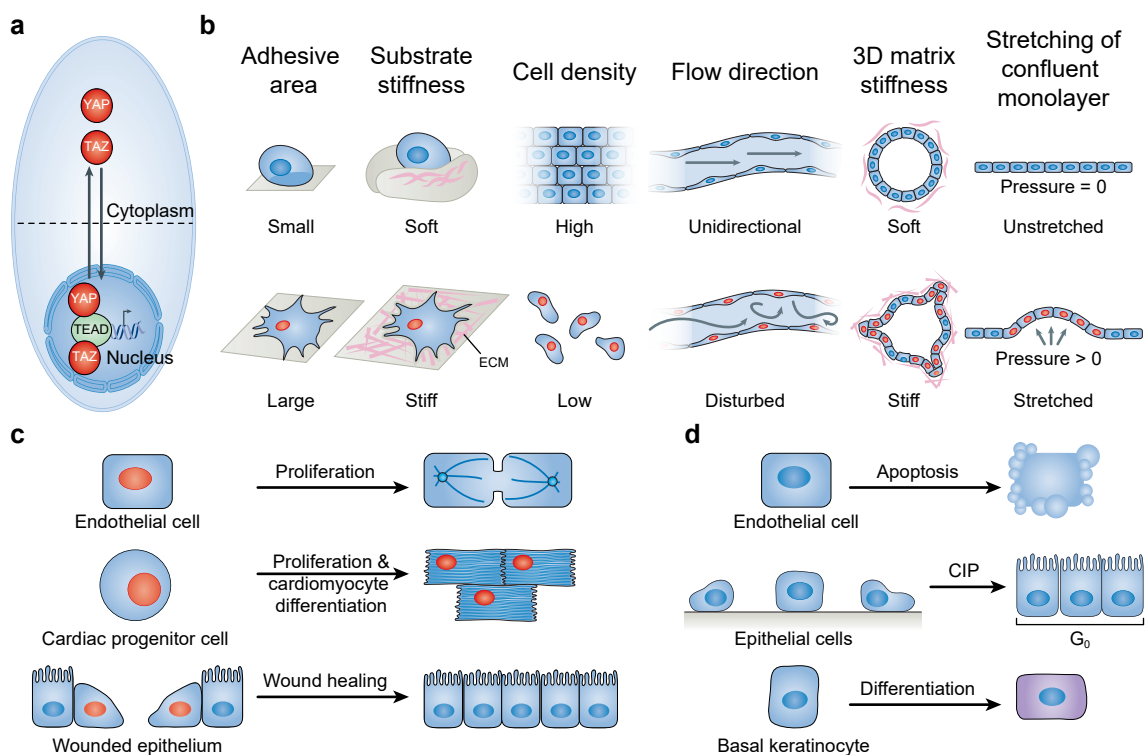 a
YAP
TAZ
Cytoplasm
YAP
TEAD
TAZ
Nucleus
b
Adhesive
area
Substrate
stiffness
Cell density
Flow direction
3D matrix
stiffness
Stretching of
confluent
monolayer
Pressure = 0
Small
Soft
High
Unidirectional
Soft
Unstretched
ECM
Pressure > 0
Large
Stiff
Low
Disturbed
Stiff
Stretched
c
Endothelial cell
Proliferation
Cardiac progenitor cell
Proliferation &
cardiomyocyte
differentiation
Wounded epithelium
Wound healing
d
Endothelial cell
Apoptosis
Epithelial cells
CIP
G₀
Basal keratinocyte
Differentiation